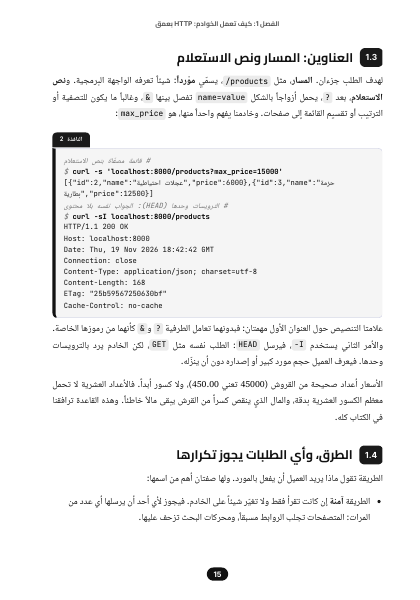 الفصل 1: كيف تعمل الخوادم: HTTP بعمق
1.3 العناوين: المسار ونص الاستعلام
لهدف الطلب جزءان. المسار، مثل /products، يسمّي مورداً: شيئاً تعرفه الواجهة البرمجية. ونص
الاستعلام، بعد ?، يحمل أزواجاً بالشكل name=value تفصل بينها &، وغالباً ما يكون للتصفية أو
الترتيب أو تقسيم القائمة إلى صفحات. وخادمنا يفهم واحداً منها، هو max_price:
النافذة 2
# قائمة مصفّاة بنص الاستعلام
$ curl -s 'localhost:8000/products?max_price=15000'
[{"id":2,"name":"عجلات احتياطية","price":6000},{"id":3,"name":"حزمة
بطارية","price":12500}]
# الترويسات وحدها (HEAD): الجواب نفسه بلا محتوى
$ curl -sI localhost:8000/products
HTTP/1.1 200 OK
Host: localhost:8000
Date: Thu, 19 Nov 2026 18:42:42 GMT
Connection: close
Content-Type: application/json; charset=utf-8
Content-Length: 168
ETag: "25b59567250630bf"
Cache-Control: no-cache
علامتا التنصيص حول العنوان الأول مهمتان: فبدونهما تعامل الطرفية ? و & كأنهما من رموزها الخاصة.
والأمر الثاني يستخدم -I، فيرسل HEAD: الطلب نفسه مثل GET، لكن الخادم يرد بالترويسات
وحدها. فيعرف العميل حجم مورد كبير أو إصداره دون أن ينزّله.
الأسعار أعداد صحيحة من القروش (45000 تعني 450.00)، ولا كسور أبداً. فالأعداد العشرية لا تحمل
معظم الكسور العشرية بدقة، والمال الذي ينقص كسراً من القرش يبقى مالاً خاطئاً. وهذه القاعدة ترافقنا
في الكتاب كله.
1.4 الطرق، وأي الطلبات يجوز تكرارها
الطريقة تقول ماذا يريد العميل أن يفعل بالمورد. ولها صفتان أهم من اسمها:
• الطريقة آمنة إن كانت تقرأ فقط ولا تغيّر شيئاً على الخادم. فيجوز لأي أحد أن يرسلها أي عدد من
المرات: المتصفحات تجلب الروابط مسبقاً، ومحركات البحث تزحف عليها.
15